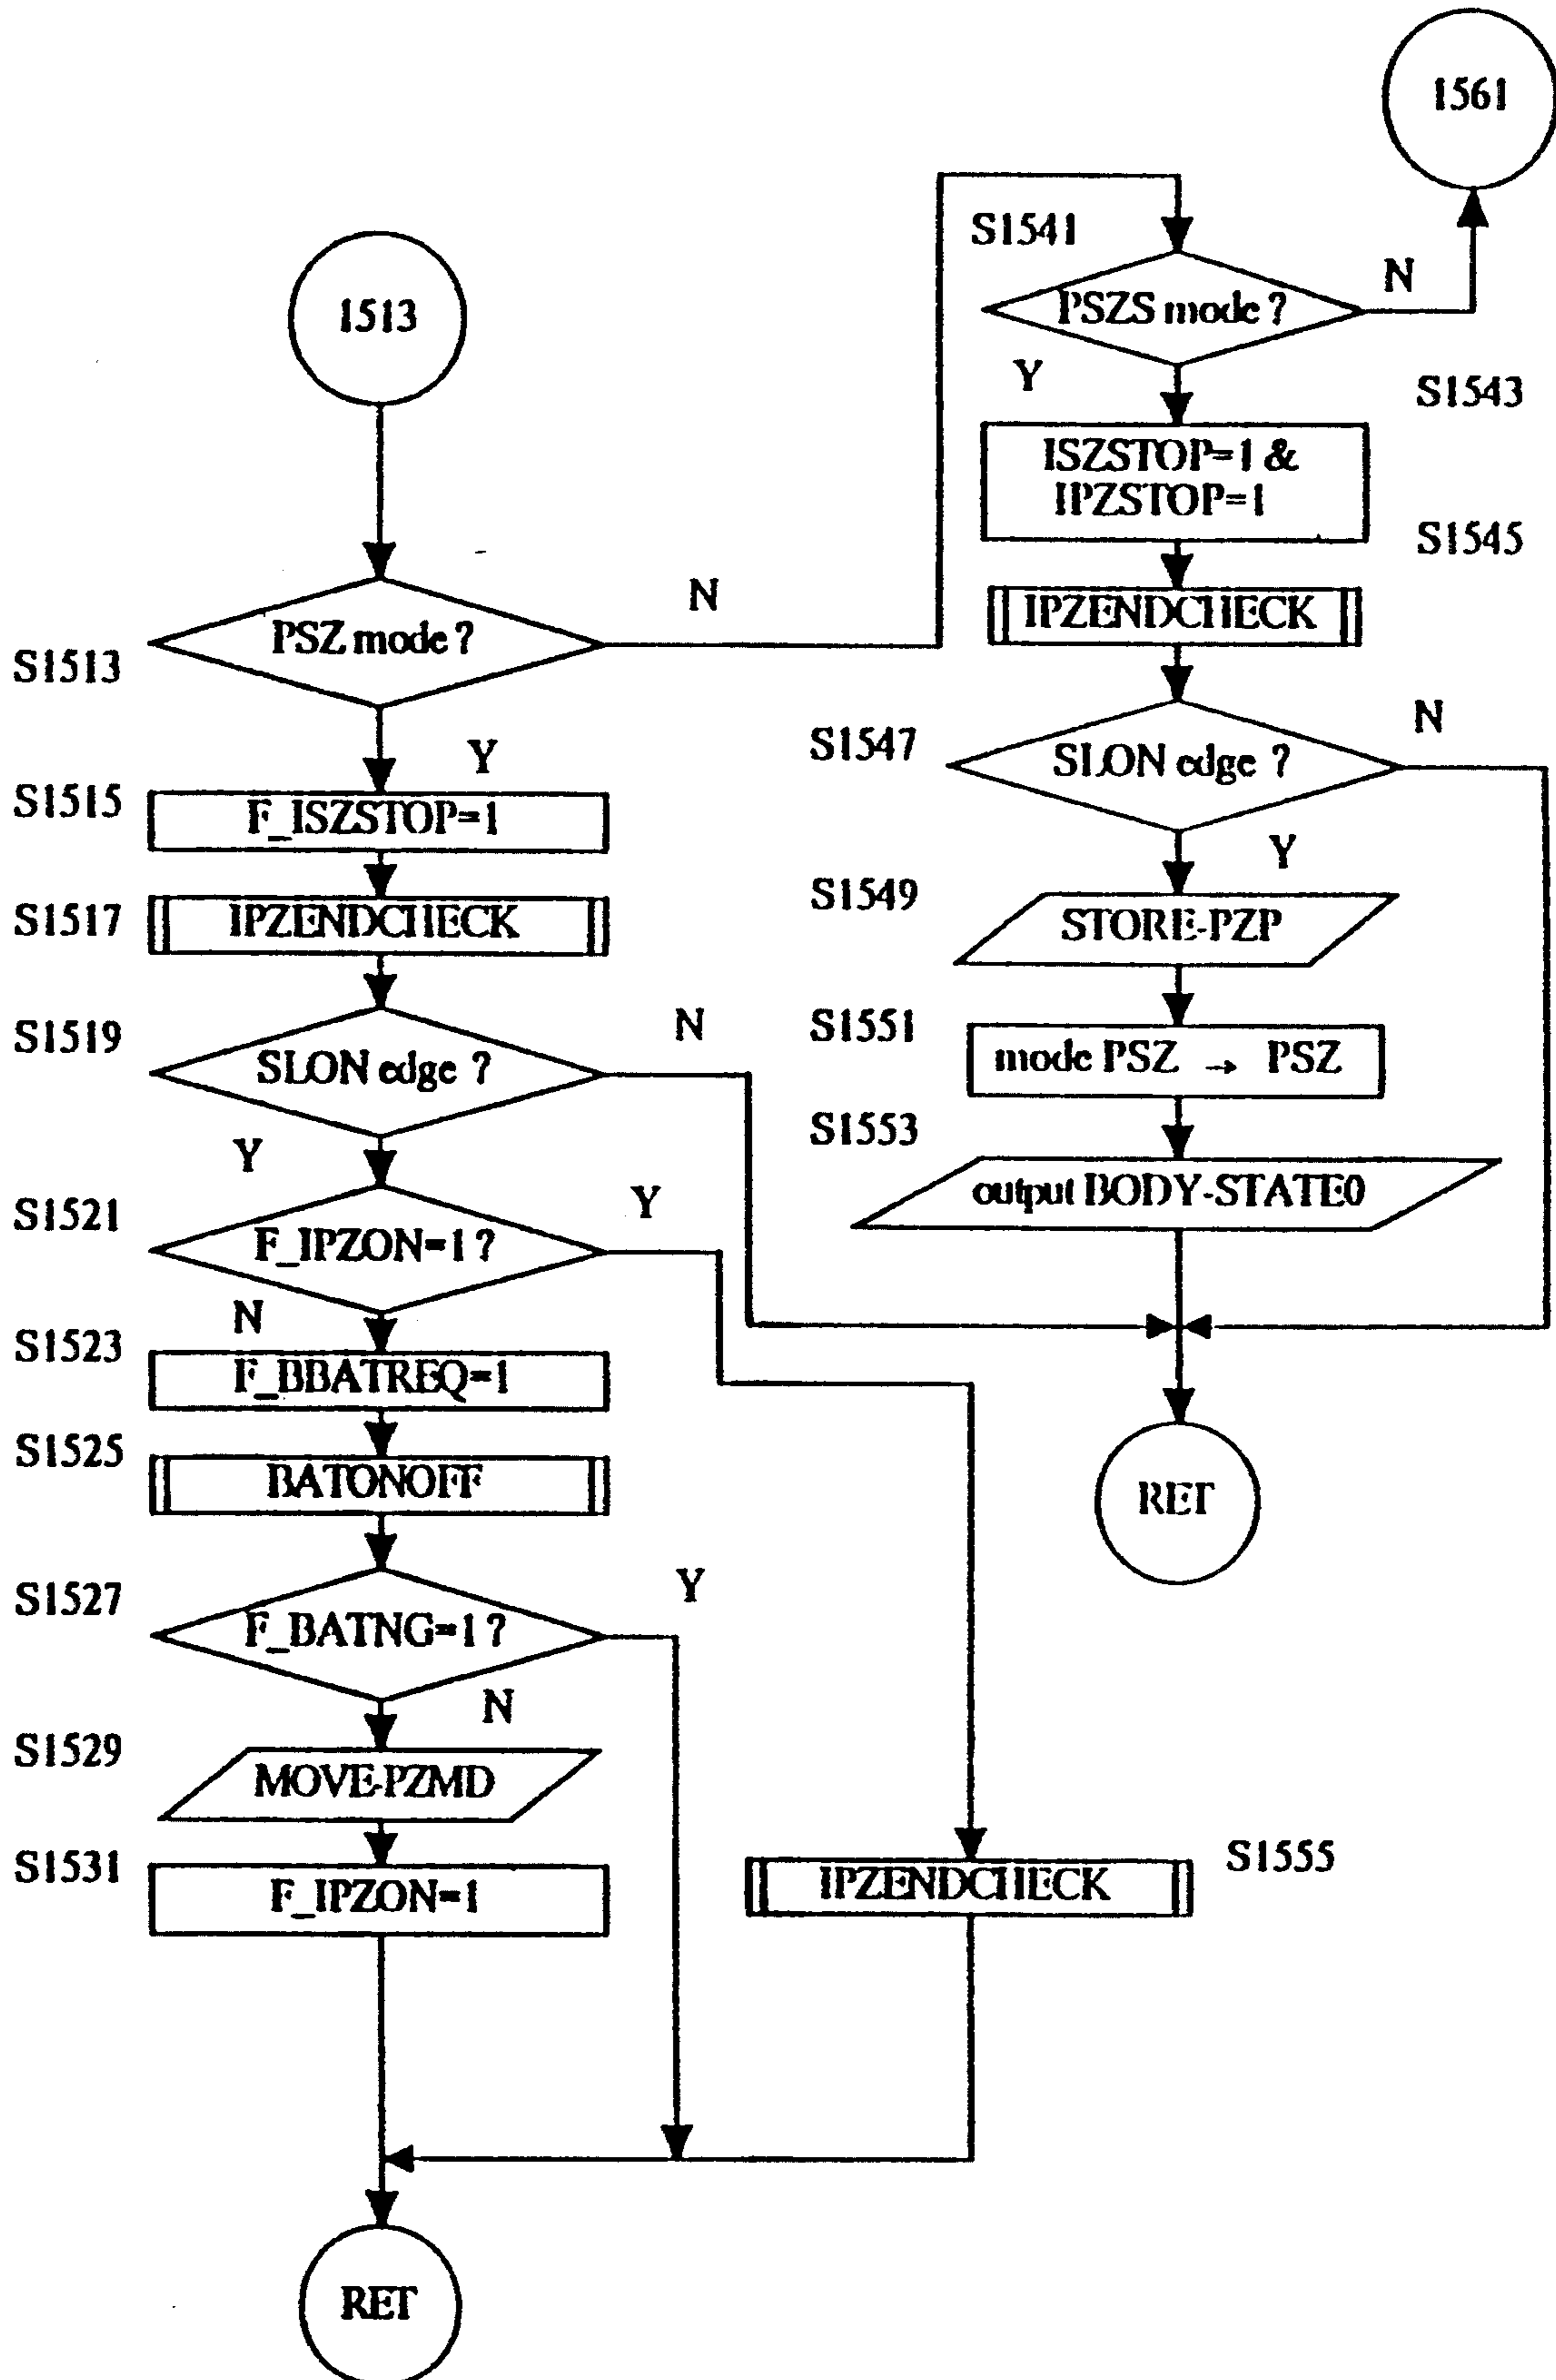 1513
S1513
PSZ mode ?
N
Y
S1515
F_ISZSTOP=1
S1517
IPZENDCHECK
S1519
SLON edge ?
N
Y
S1521
F_IPZON=1 ?
Y
N
S1523
F_BBATREQ=1
S1525
BATONOFF
S1527
F_BATNG=1 ?
Y
N
S1529
MOVE-PZMD
S1531
F_IPZON=1
RET
1561
S1541
PSZS mode ?
N
Y
S1543
ISZSTOP=1 &
IPZSTOP=1
S1545
IPZENDCHECK
S1547
SLON edge ?
N
Y
S1549
STORE-PZP
S1551
mode PSZ → PSZ
S1553
output BODY-STATE0
RET
S1555
IPZENDCHECK